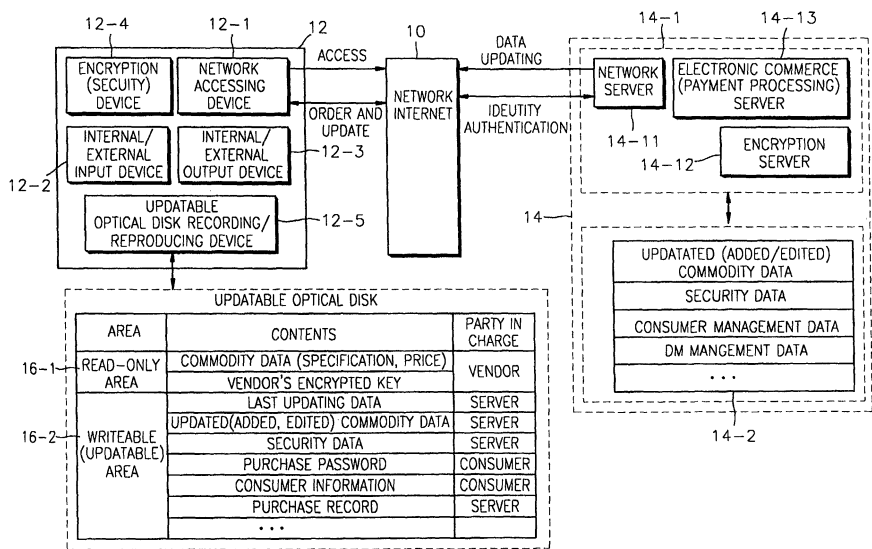 12-4
12-1
12
10
14-1
14-13
ENCRYPTION
(SECUITY)
DEVICE
NETWORK
ACCESSING
DEVICE
ACCESS
NETWORK
INTERNET
DATA
UPDATING
NETWORK
SERVER
ELECTRONIC COMMERCE
(PAYMENT PROCESSING)
SERVER
ORDER AND
UPDATE
IDEUTITY
AUTHENTICATION
14-11
INTERNAL/
EXTERNAL
INPUT DEVICE
INTERNAL/
EXTERNAL
OUTPUT DEVICE
12-3
14-12
ENCRYPTION
SERVER
12-2
UPDATABLE
OPTICAL DISK RECORDING/
REPRODUCING DEVICE
12-5
14
UPDATATED (ADDED/EDITED)
COMMODITY DATA
SECURITY DATA
CONSUMER MANAGEMENT DATA
DM MANGEMENT DATA
...
14-2
UPDATABLE OPTICAL DISK
AREA
CONTENTS
PARTY IN
CHARGE
16-1
READ-ONLY
AREA
COMMODITY DATA (SPECIFICATION, PRICE)
VENDOR'S ENCRYPTED KEY
VENDOR
16-2
WRITEABLE
(UPDATABLE)
AREA
LAST UPDATING DATA
SERVER
UPDATED(ADDED, EDITED) COMMODITY DATA
SERVER
SECURITY DATA
SERVER
PURCHASE PASSWORD
CONSUMER
CONSUMER INFORMATION
CONSUMER
PURCHASE RECORD
SERVER
...